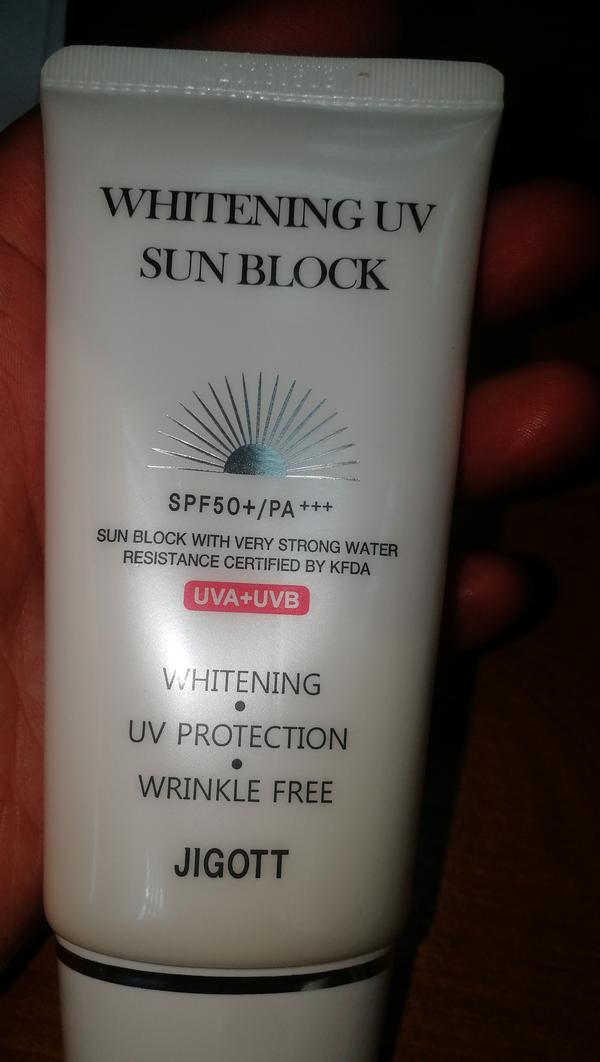 WHITENING UV
SUN BLOCK
SPF50+/PA+++
SUN BLOCK WITH VERY STRONG WATER
RESISTANCE CERTIFIED BY KFDA
UVA+UVB
WHITENING
•
UV PROTECTION
•
WRINKLE FREE
JIGOTT